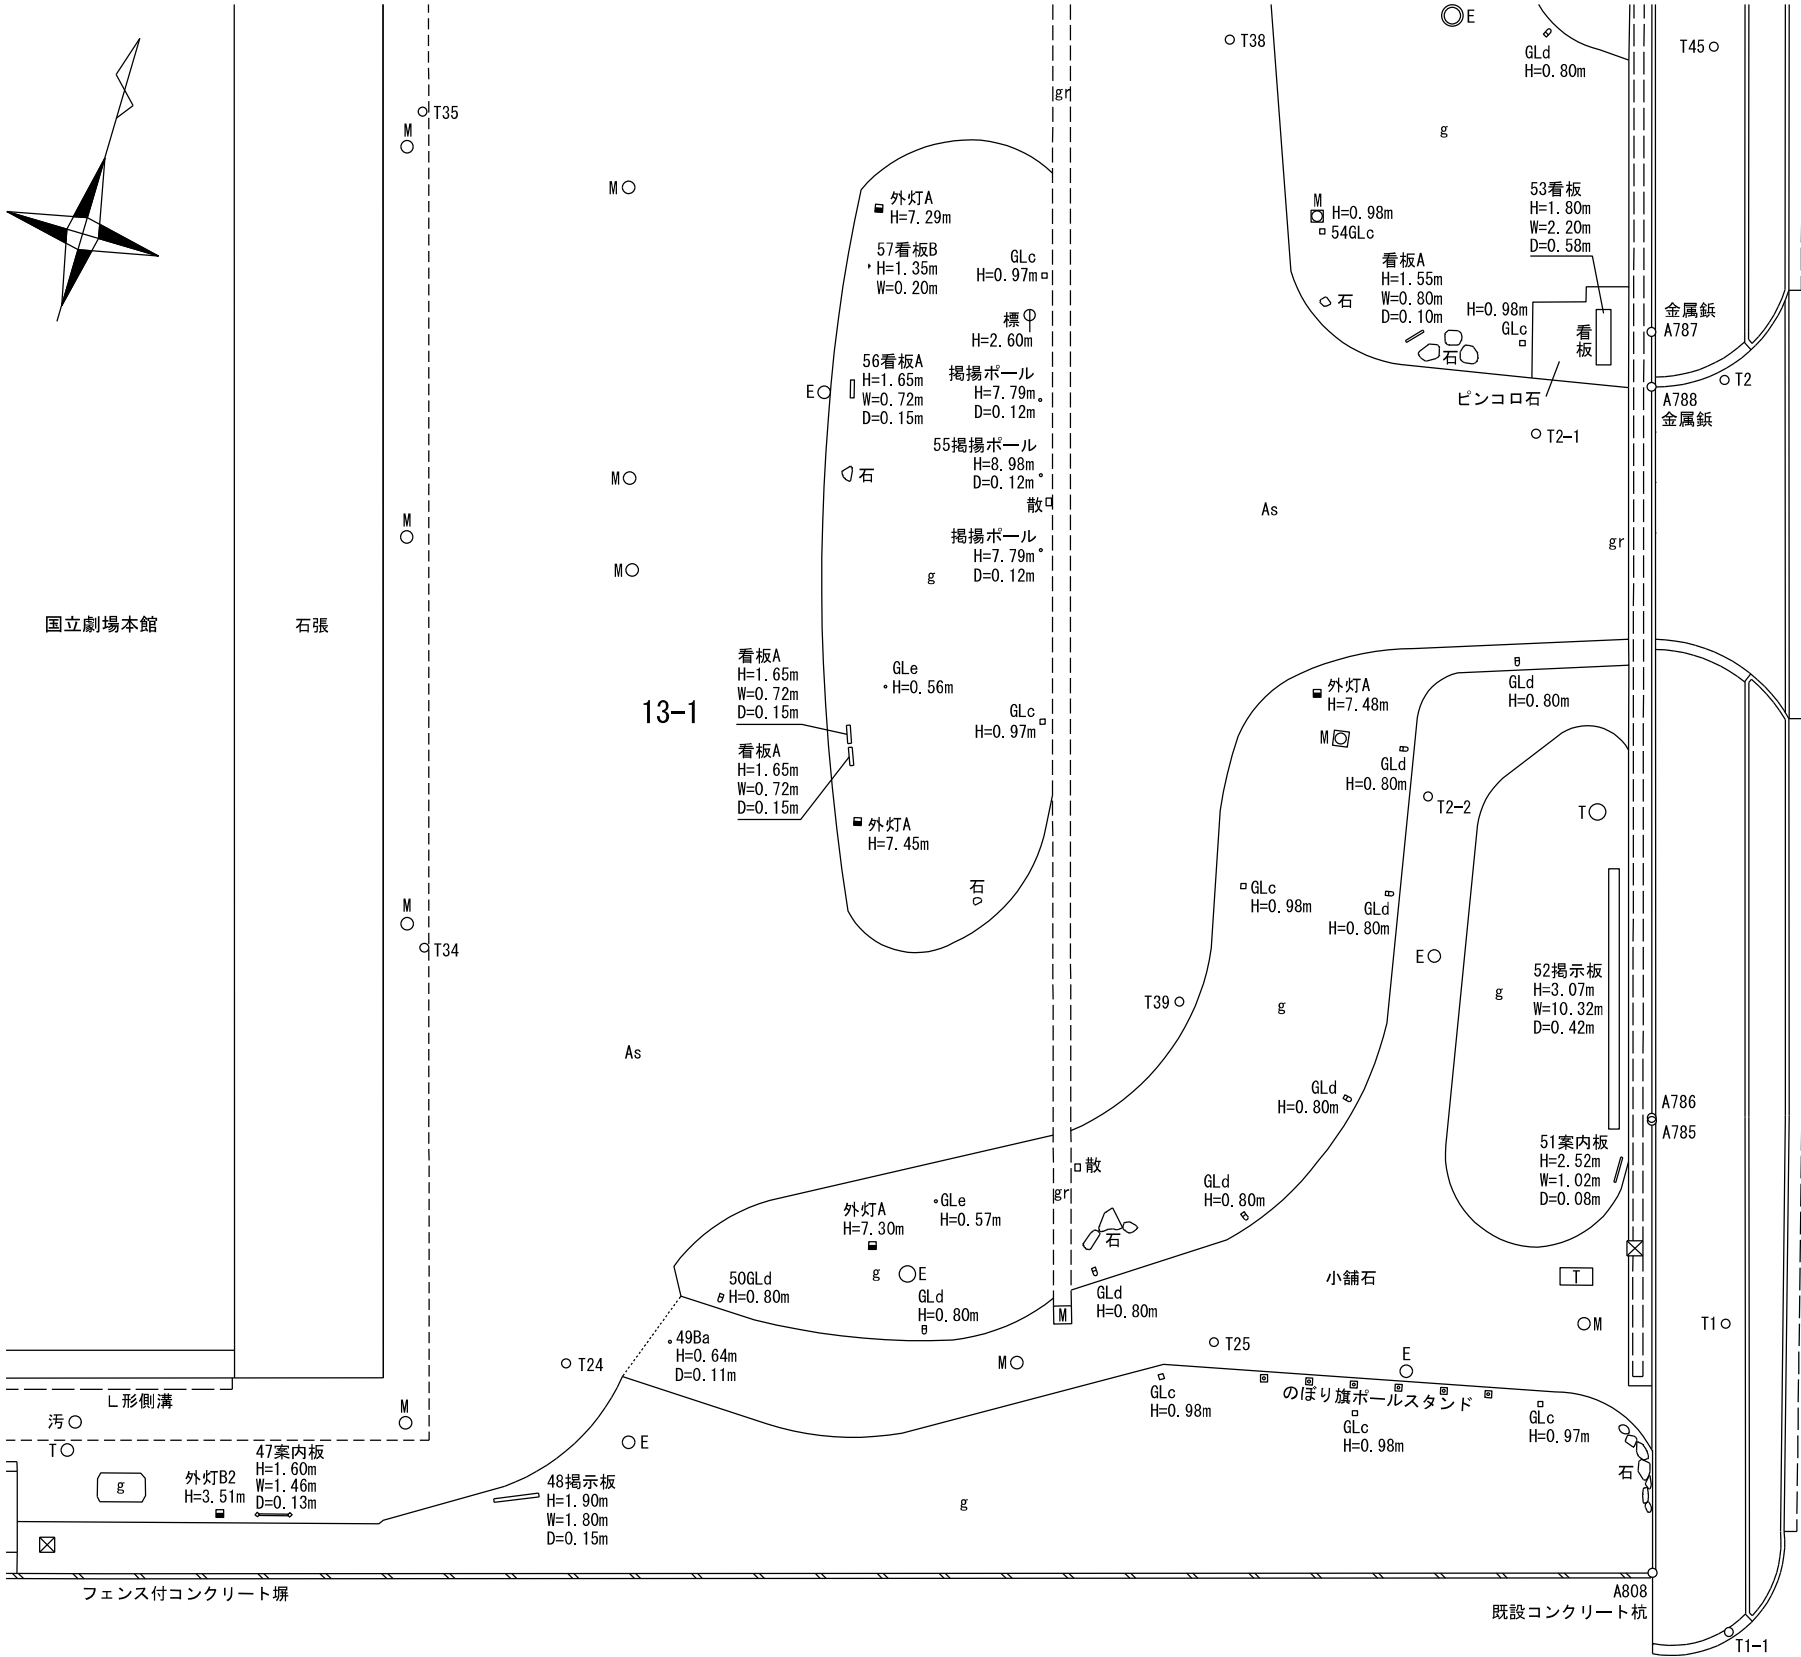 E
T38
GLd
H=0.80m
T45
gr
T35
M
g
M
外灯A
H=7.29m
M
H=0.98m
54GLc
53看板
H=1.80m
W=2.20m
D=0.58m
57看板B
H=1.35m
W=0.20m
GLc
H=0.97m
看板A
H=1.55m
W=0.80m
D=0.10m
石
H=0.98m
GLc
看板
金属鋲
A787
標
H=2.60m
石
56看板A
H=1.65m
W=0.72m
D=0.15m
E
掲揚ポール
H=7.79m
D=0.12m
ピンコロ石
T2
A788
金属鋲
T2-1
55掲揚ポール
H=8.98m
D=0.12m
M
石
散
As
M
掲揚ポール
H=7.79m
D=0.12m
gr
M
g
国立劇場本館
石張
看板A
H=1.65m
W=0.72m
D=0.15m
GLe
H=0.56m
13-1
GLc
H=0.97m
外灯A
H=7.48m
GLd
H=0.80m
看板A
H=1.65m
W=0.72m
D=0.15m
M
GLd
H=0.80m
T2-2
T
外灯A
H=7.45m
石
GLc
H=0.98m
GLd
H=0.80m
M
T34
E
52掲示板
H=3.07m
W=10.32m
D=0.42m
g
T39
g
As
GLd
H=0.80m
A786
A785
51案内板
H=2.52m
W=1.02m
D=0.08m
散
gr
GLd
H=0.80m
外灯A
H=7.30m
GLe
H=0.57m
石
g
E
50GLd
H=0.80m
GLd
H=0.80m
GLd
H=0.80m
小舗石
T
M
M
T1
49Ba
H=0.64m
D=0.11m
T24
M
T25
E
GLc
H=0.98m
のぼり旗ポールスタンド
GLc
H=0.98m
GLc
H=0.97m
L形側溝
M
汚
T
E
石
47案内板
H=1.60m
W=1.46m
D=0.13m
外灯B2
H=3.51m
g
48掲示板
H=1.90m
W=1.80m
D=0.15m
g
フェンス付コンクリート塀
A808
既設コンクリート杭
T1-1